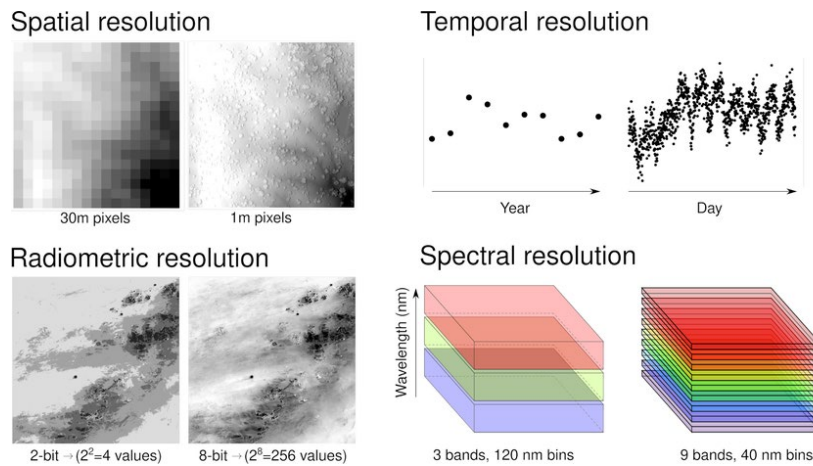 Spatial resolution
30m pixels
1m pixels
Temporal resolution
Year
Day
Radiometric resolution
2-bit→(2²=4 values)
8-bit→(2⁸=256 values)
Spectral resolution
Wavelength (nm)
3 bands, 120 nm bins
9 bands, 40 nm bins